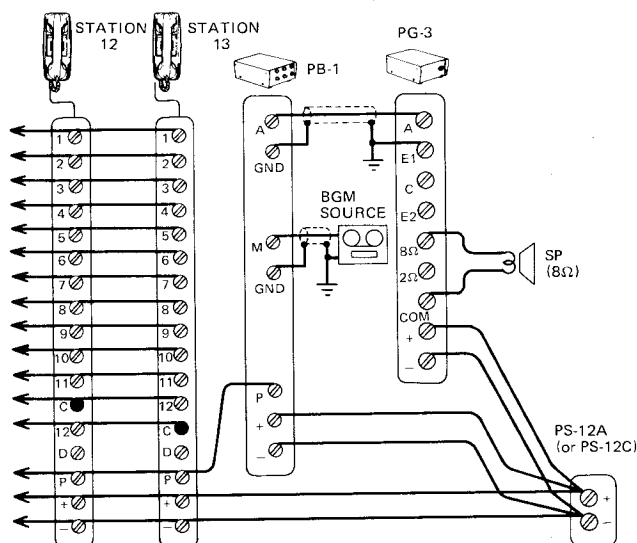 STATION
12
STATION
13
PB-1
PG-3
1
2
3
4
5
6
7
8
9
10
11
C
12
D
P
+
−
1
2
3
4
5
6
7
8
9
10
11
12
C
D
P
+
−
A
GND
M
GND
P
+
−
BGM
SOURCE
A
E1
C
E2
8Ω
2Ω
COM
+
−
SP
(8Ω)
PS-12A
(or PS-12C)
+
−